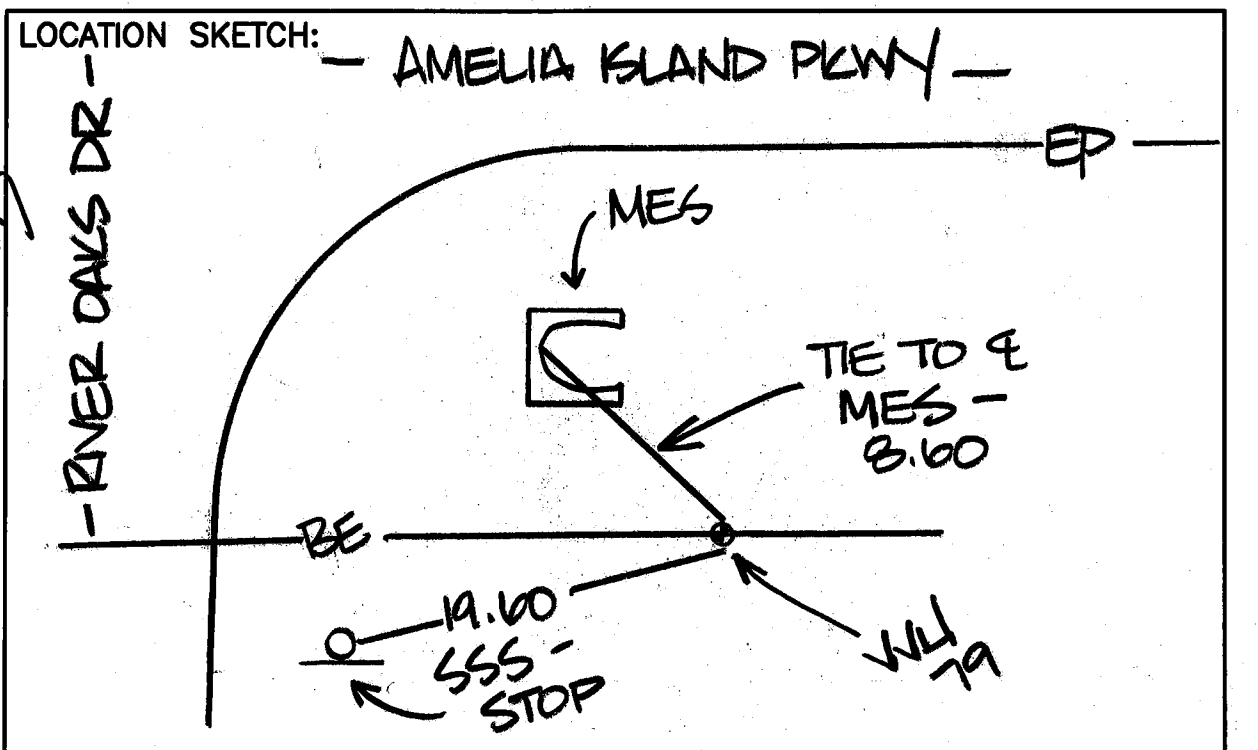 LOCATION SKETCH:
- AMELIA ISLAND PKWY -
- RIVER OAKS DR -
EP
MES
TIE TO ℄
MES -
8.60
BE
19.60
SSS -
STOP
79